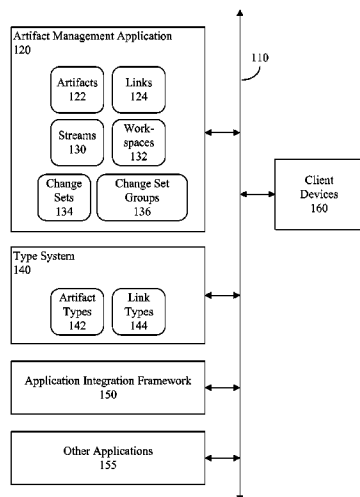 Artifact Management Application
120
110
Artifacts
122
Links
124
Streams
130
Work-
spaces
132
Change
Sets
134
Change Set
Groups
136
Client
Devices
160
Type System
140
Artifact
Types
142
Link
Types
144
Application Integration Framework
150
Other Applications
155